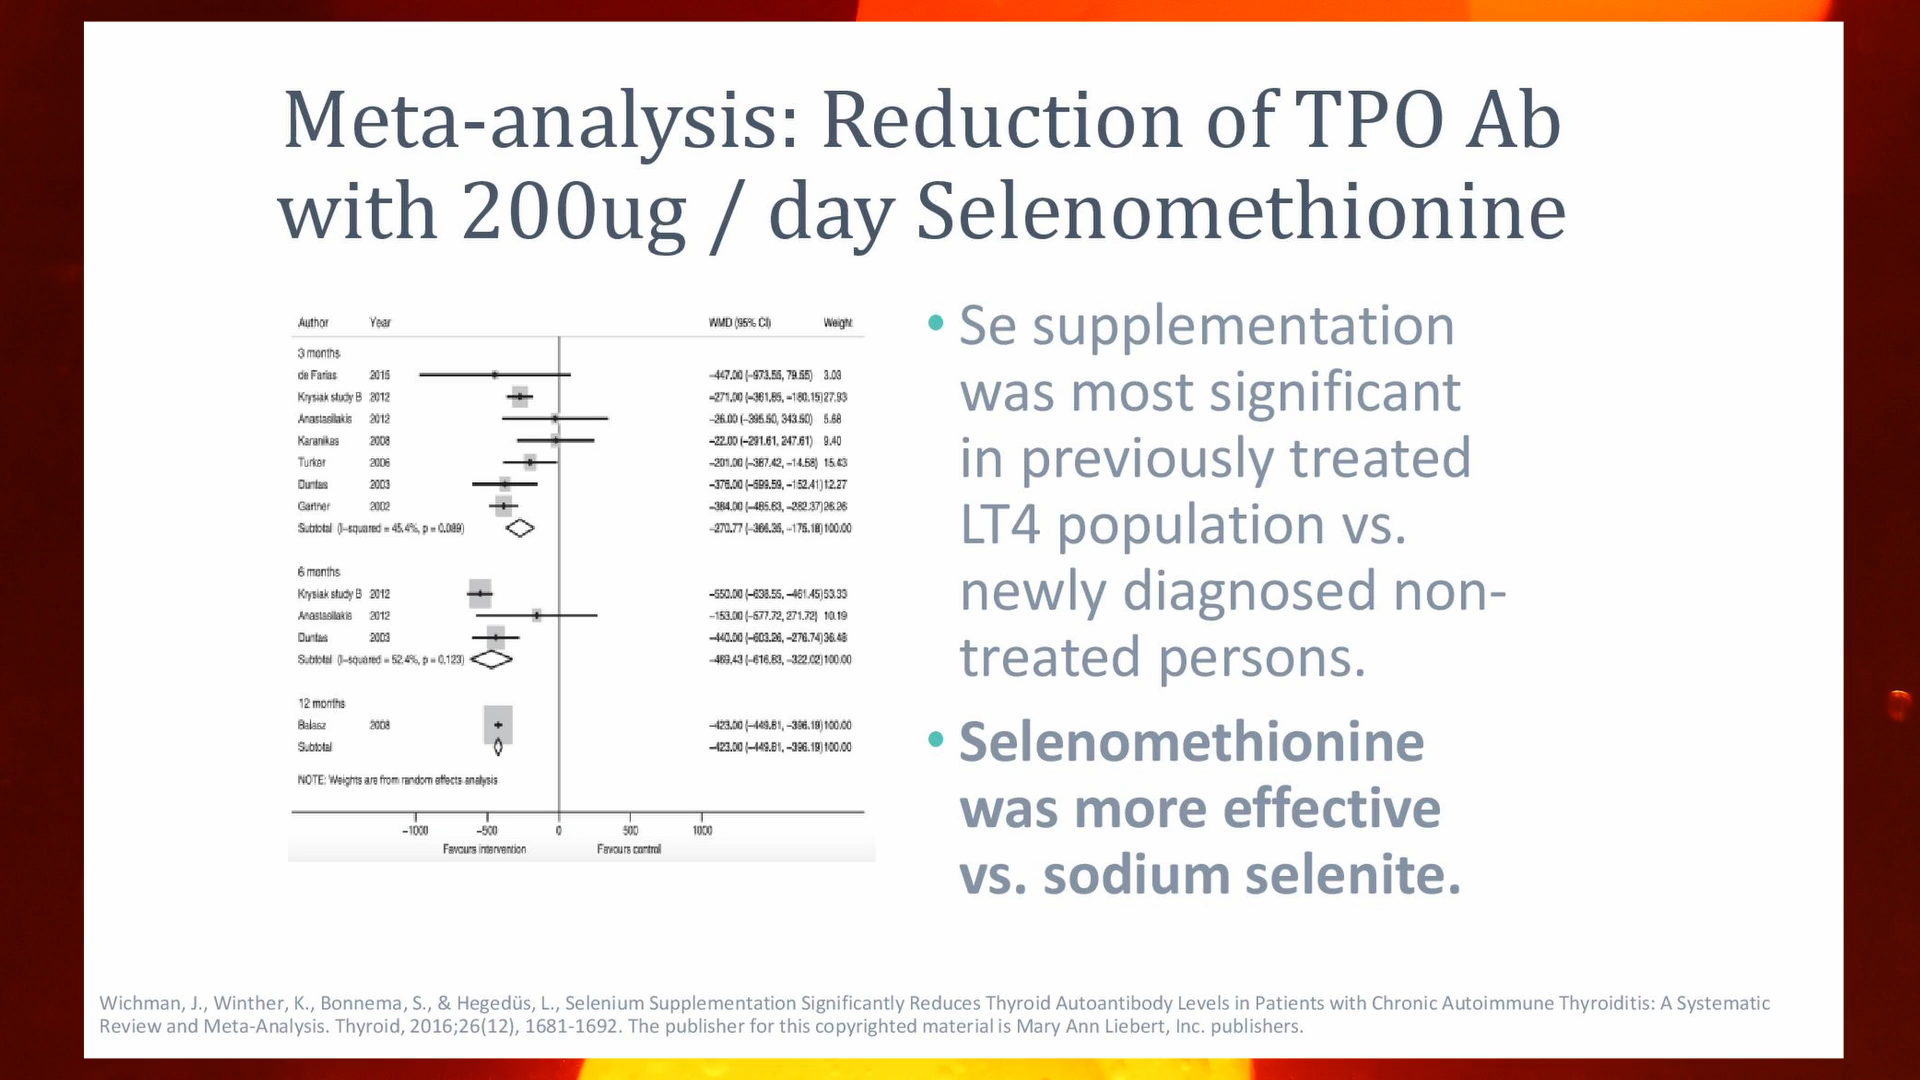 Meta-analysis: Reduction of TPO Ab
with 200ug / day Selenomethionine
Author Year WMD (95% CI) Weight
3 months
de Farias 2015 −447.00 (−973.55, 79.55) 3.03
Krysiak study B 2012 −271.00 (−361.85, −180.15) 27.93
Anastasilakis 2012 −26.00 (−395.50, 343.50) 5.68
Karanikas 2008 −22.00 (−291.61, 247.61) 9.40
Turker 2006 −201.00 (−387.42, −14.58) 15.43
Duntas 2003 −376.00 (−599.59, −152.41) 12.27
Gartner 2002 −384.00 (−485.63, −282.37) 26.26
Subtotal (I−squared = 45.4%, p = 0.089) −270.77 (−366.35, −175.18) 100.00
6 months
Krysiak study B 2012 −550.00 (−638.55, −461.45) 53.33
Anastasilakis 2012 −153.00 (−577.72, 271.72) 10.19
Duntas 2003 −440.00 (−603.26, −276.74) 36.48
Subtotal (I−squared = 52.4%, p = 0.123) −469.43 (−616.83, −322.02) 100.00
12 months
Balasz 2008 −423.00 (−449.81, −396.19) 100.00
Subtotal −423.00 (−449.81, −396.19) 100.00
NOTE: Weights are from random effects analysis
−1000 −500 0 500 1000
Favours intervention Favours control
• Se supplementation
was most significant
in previously treated
LT4 population vs.
newly diagnosed non-
treated persons.
• Selenomethionine
was more effective
vs. sodium selenite.
Wichman, J., Winther, K., Bonnema, S., & Hegedüs, L., Selenium Supplementation Significantly Reduces Thyroid Autoantibody Levels in Patients with Chronic Autoimmune Thyroiditis: A Systematic
Review and Meta-Analysis. Thyroid, 2016;26(12), 1681-1692. The publisher for this copyrighted material is Mary Ann Liebert, Inc. publishers.